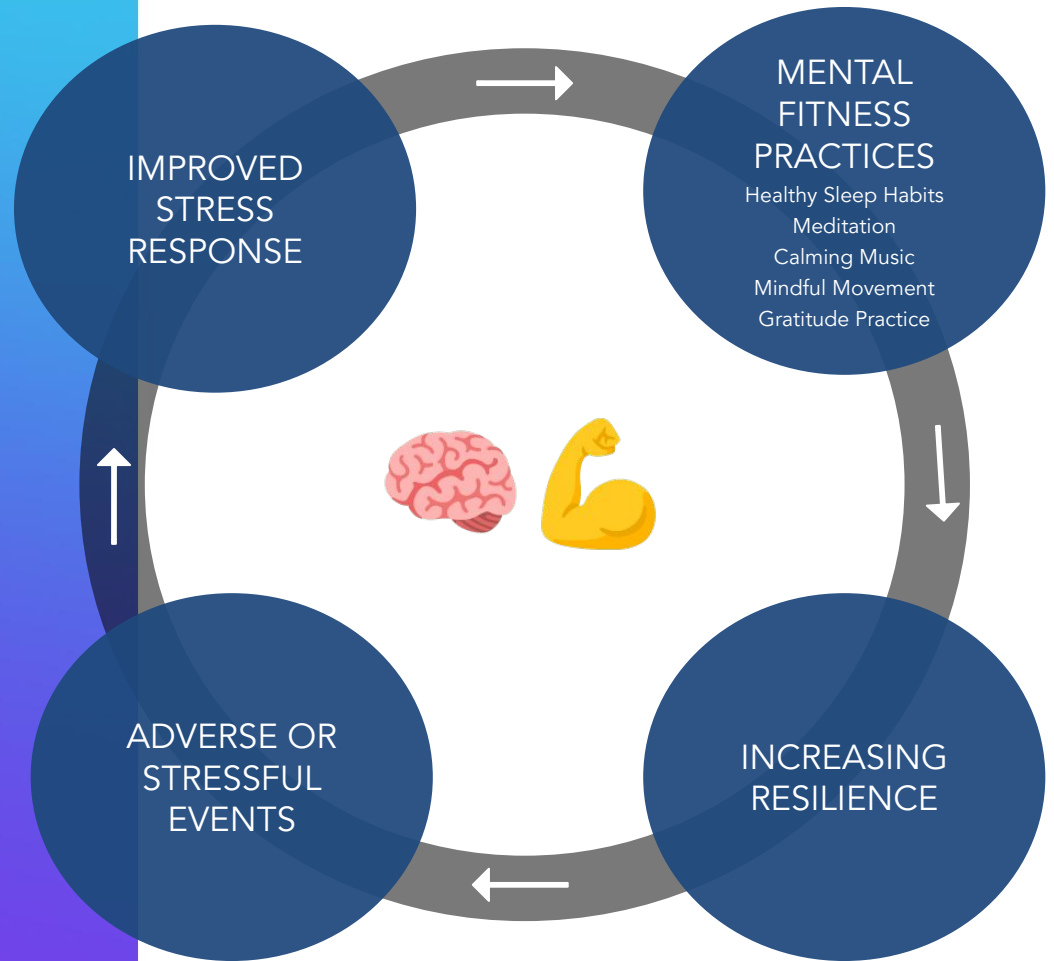 IMPROVED
STRESS
RESPONSE
MENTAL
FITNESS
PRACTICES
Healthy Sleep Habits
Meditation
Calming Music
Mindful Movement
Gratitude Practice
ADVERSE OR
STRESSFUL
EVENTS
INCREASING
RESILIENCE